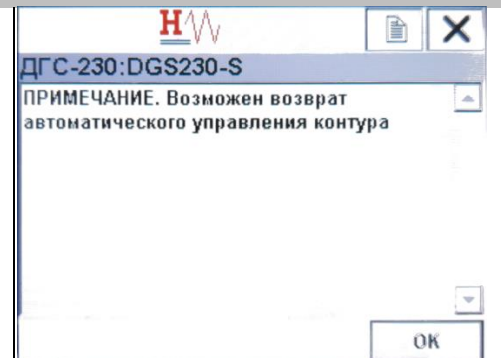 H
ДГС-230:DGS230-S
ПРИМЕЧАНИЕ. Возможен возврат
автоматического управления контура
OK